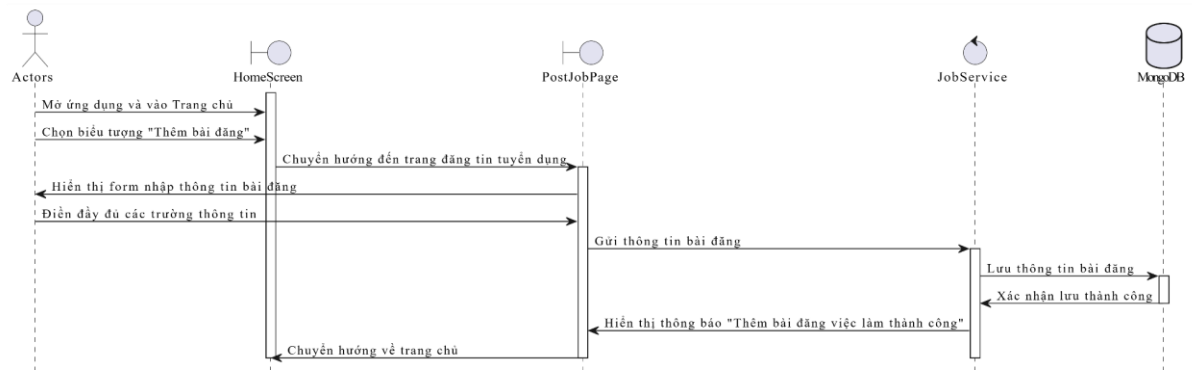 Actors
HomeScreen
PostJobPage
JobService
MongoDB
Mở ứng dụng và vào Trang chủ
Chọn biểu tượng "Thêm bài đăng"
Chuyển hướng đến trang đăng tin tuyển dụng
Hiển thị form nhập thông tin bài đăng
Điền đầy đủ các trường thông tin
Gửi thông tin bài đăng
Lưu thông tin bài đăng
Xác nhận lưu thành công
Hiển thị thông báo "Thêm bài đăng việc làm thành công"
Chuyển hướng về trang chủ